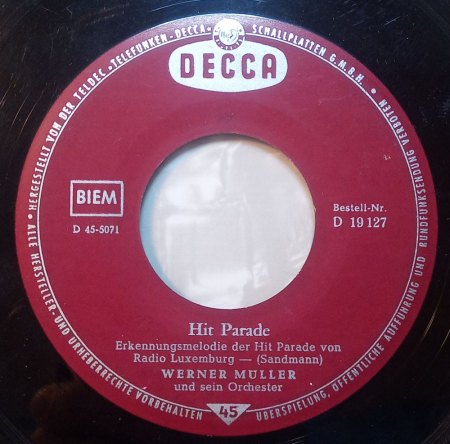 HERGESTELLT VON DER TELDEC •TELEFUNKEN - DECCA• SCHALLPLATTEN G.M.B.H. •
DECCA
BIEM
D 45-5071
Bestell-Nr.
D 19127
Hit Parade
Erkennungsmelodie der Hit Parade von
Radio Luxemburg — (Sandmann)
WERNER MÜLLER
und sein Orchester
• ALLE HERSTELLER- UND URHEBERRECHTE VORBEHALTEN
45
ÜBERSPIELUNG, ÖFFENTLICHE AUFFÜHRUNG UND RUNDFUNKSENDUNG VERBOTEN